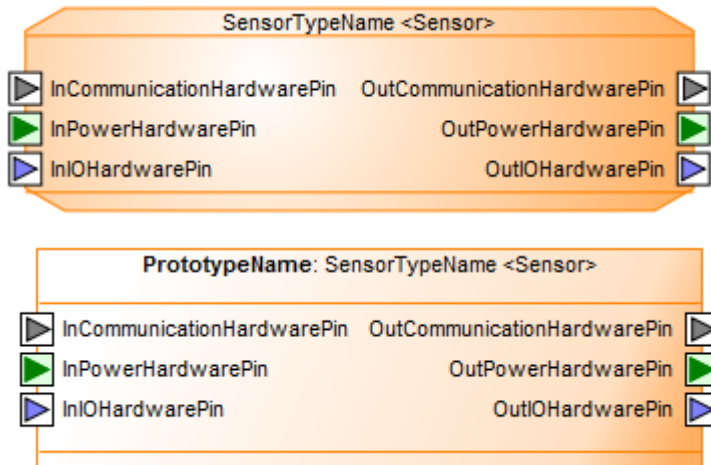 SensorTypeName <Sensor>
InCommunicationHardwarePin OutCommunicationHardwarePin
InPowerHardwarePin OutPowerHardwarePin
InIOHardwarePin OutIOHardwarePin
PrototypeName: SensorTypeName <Sensor>
InCommunicationHardwarePin OutCommunicationHardwarePin
InPowerHardwarePin OutPowerHardwarePin
InIOHardwarePin OutIOHardwarePin